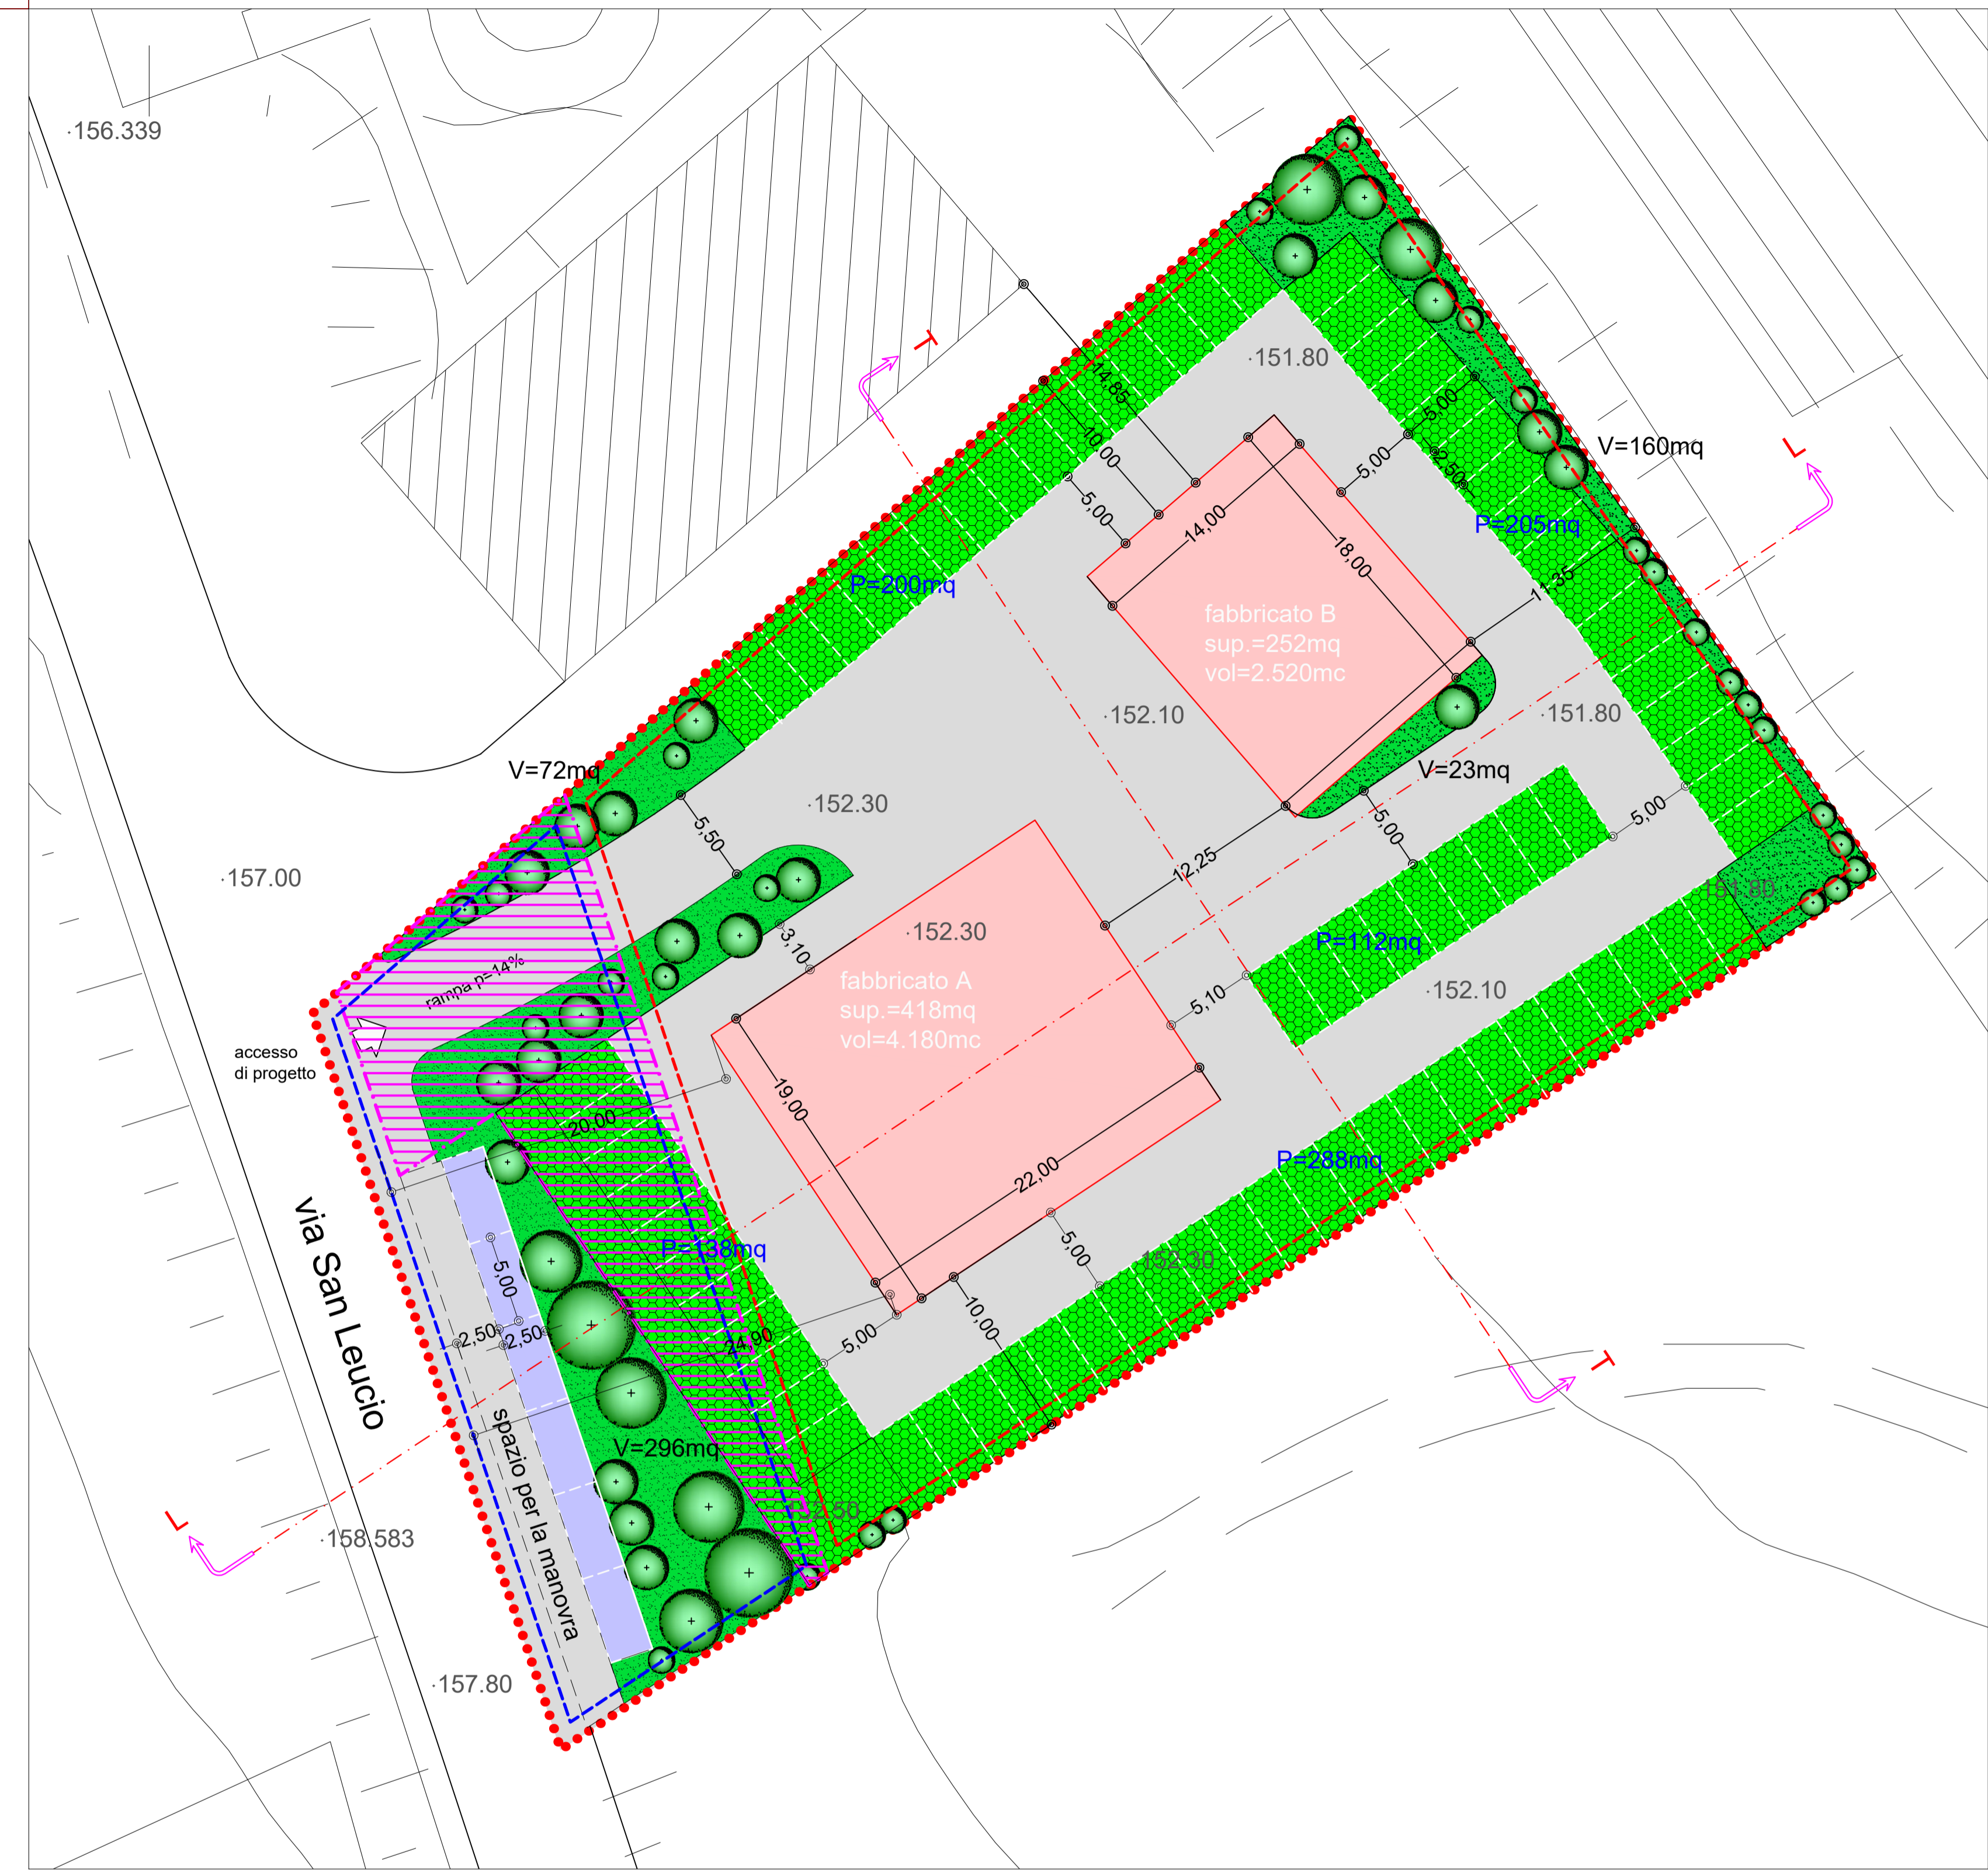 ·156.339
T
·151.80
14,85
10,00
5,00
5,00
5,00
2,50
V=160mq
L
14,00
18,00
P=205mq
11,35
P=200mq
fabbricato B
sup.=252mq
vol=2.520mc
·152.10
·151.80
V=72mq
V=23mq
5,50
·152.30
5,00
5,00
12,25
·157.00
151.80
3,10
·152.30
P=112mq
rampa p=14%
fabbricato A
sup.=418mq
vol=4.180mc
5,10
·152.10
accesso
di progetto
19,00
20,00
22,00
P=288mq
via San Leucio
P=138mq
5,00
152.30
5,00
2,50
2,50
24,90
5,00
10,00
T
spazio per la manovra
V=296mq
L
·158.583
·157.80